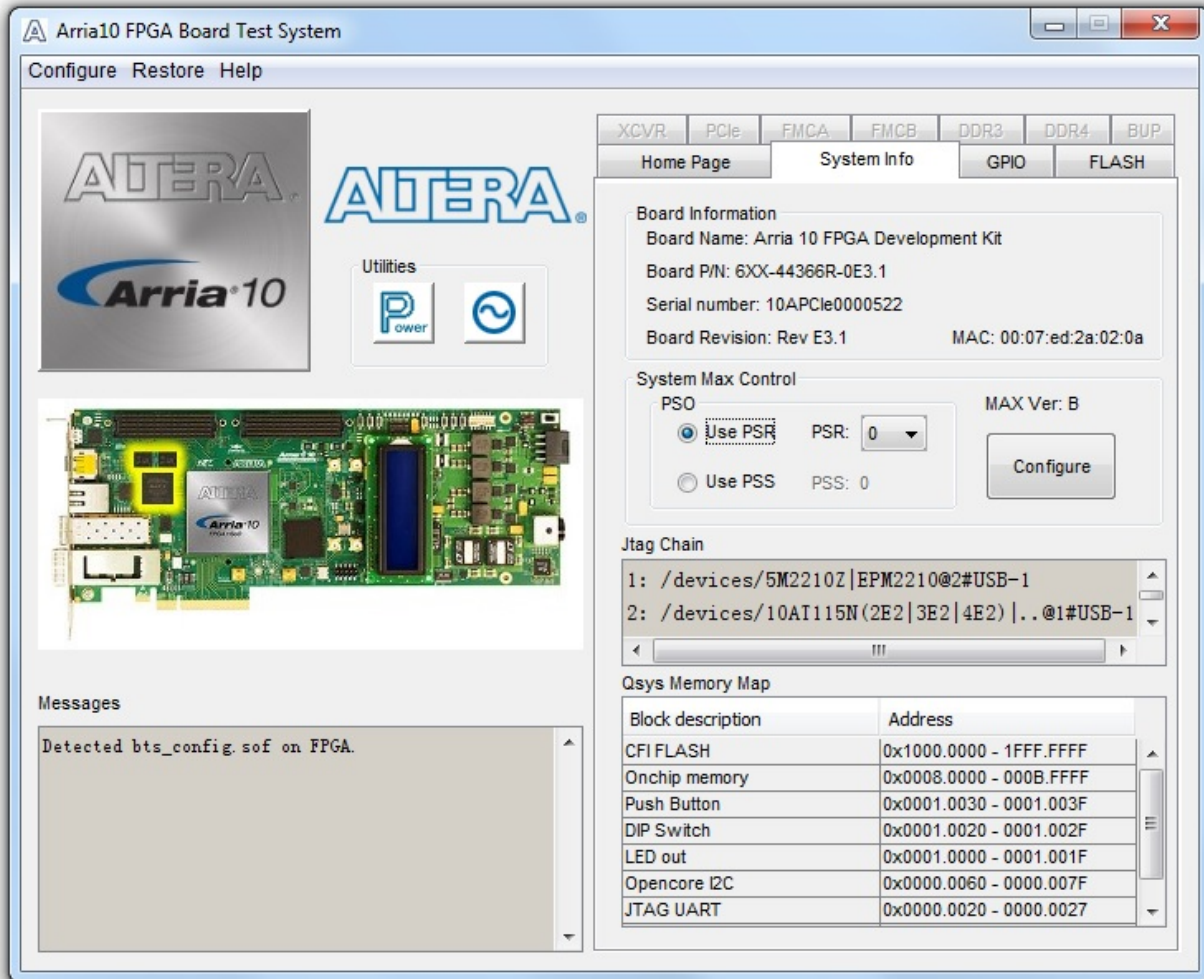 Arria10 FPGA Board Test System
Configure Restore Help
ALTERA.
Arria 10
ALTERA.®
Utilities
Power
XCVR PCIe FMCA FMCB DDR3 DDR4 BUP
Home Page System Info GPIO FLASH
Board Information
Board Name: Arria 10 FPGA Development Kit
Board P/N: 6XX-44366R-0E3.1
Serial number: 10APCIe0000522
Board Revision: Rev E3.1 MAC: 00:07:ed:2a:02:0a
System Max Control
PSO
MAX Ver: B
Use PSR PSR: 0
Configure
Use PSS PSS: 0
ALTERA
Arria 10
Jtag Chain
1: /devices/5M2210Z|EPM2210@2#USB-1
2: /devices/10AT115N(2E2|3E2|4E2)|..@1#USB-1
Qsys Memory Map
Block description Address
CFI FLASH 0x1000.0000 - 1FFF.FFFF
Onchip memory 0x0008.0000 - 000B.FFFF
Push Button 0x0001.0030 - 0001.003F
DIP Switch 0x0001.0020 - 0001.002F
LED out 0x0001.0000 - 0001.001F
Opencore I2C 0x0000.0060 - 0000.007F
JTAG UART 0x0000.0020 - 0000.0027
Messages
Detected bts_config.sof on FPGA.